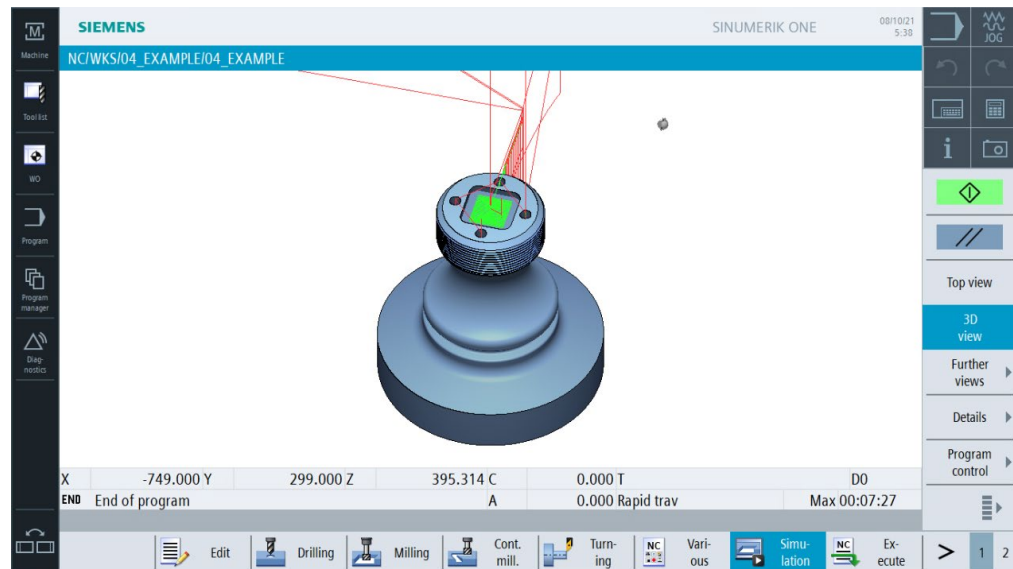 SIEMENS
SINUMERIK ONE
08/10/21
5:38
M
JOG
Machine
NC/WKS/04_EXAMPLE/04_EXAMPLE
Tool list
WO
Program
Program
manager
Diag-
nostics
i
Top view
3D
view
Further
views
Details
Program
control
X -749.000 Y 299.000 Z 395.314 C 0.000 T D0
END End of program A 0.000 Rapid trav Max 00:07:27
Edit
Drilling
Milling
Cont.
mill.
Turn-
ing
NC
Vari-
ous
Simu-
lation
NC
Ex-
ecute
> 1 2